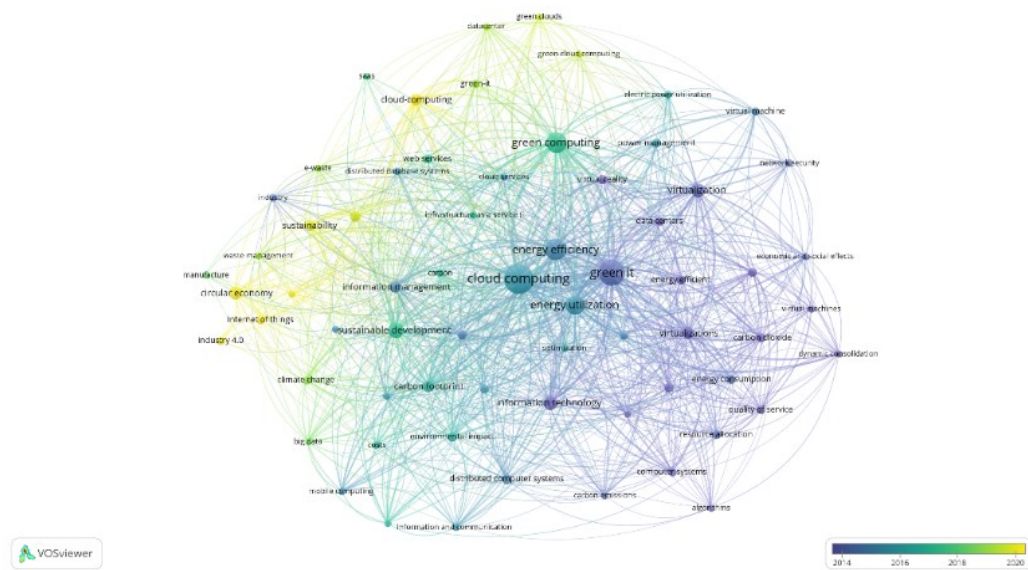 green clouds
datacenter
green cloud computing
saas
green-it
cloud-computing
electric power utilization
virtual machine
green computing
power management
web services
network security
e-waste
distributed database systems
cloud services
virtual reality
virtualization
industry
infrastructure as a service
data centers
sustainability
energy efficiency
waste management
economic and social effects
manufacture
carbon
cloud computing
green it
energy efficient
information management
circular economy
energy utilization
virtual machines
internet of things
sustainable development
virtualizations
carbon dioxide
industry 4.0
optimization
dynamic consolidation
climate change
carbon footprint
energy consumption
information technology
quality of service
big data
costs
environmental impact
resource allocation
distributed computer systems
computer systems
mobile computing
carbon emissions
algorithms
information and communication
VOSviewer
2014 2016 2018 2020